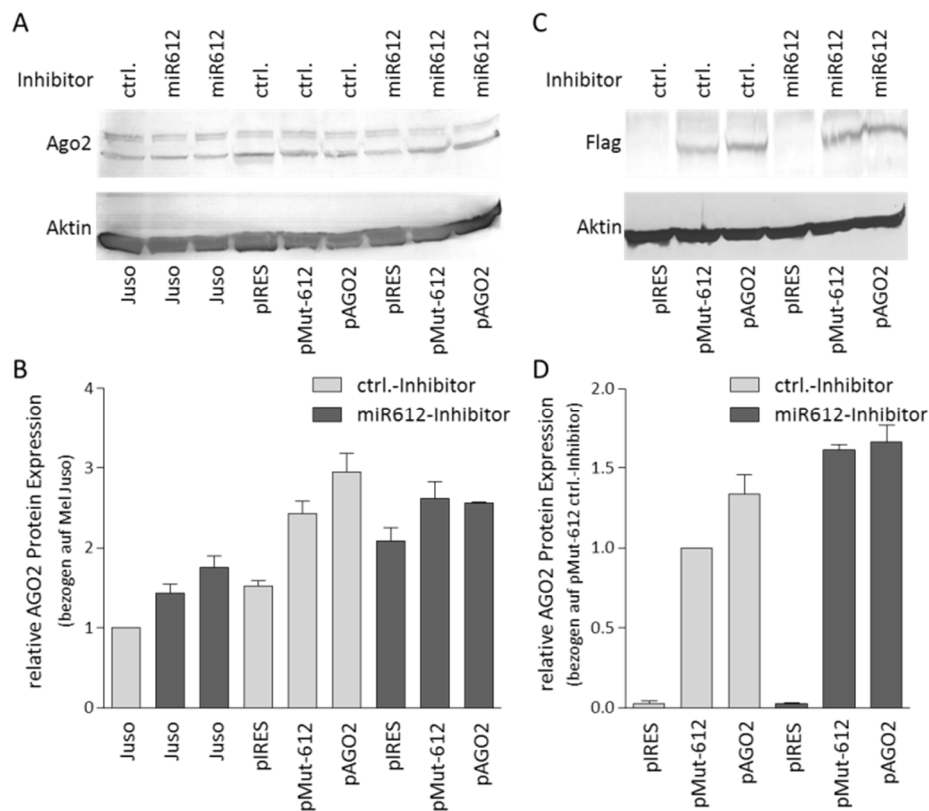 A
Inhibitor
ctrl.
miR612
miR612
ctrl.
ctrl.
ctrl.
miR612
miR612
miR612
Ago2
Aktin
Juso
Juso
Juso
pIRES
pMut-612
pAGO2
pIRES
pMut-612
pAGO2
C
Inhibitor
ctrl.
ctrl.
ctrl.
miR612
miR612
miR612
Flag
Aktin
pIRES
pMut-612
pAGO2
pIRES
pMut-612
pAGO2
B
relative AGO2 Protein Expression
(bezogen auf Mel Juso)
4
3
2
1
0
ctrl.-Inhibitor
miR612-Inhibitor
Juso
Juso
Juso
pIRES
pMut-612
pAGO2
pIRES
pMut-612
pAGO2
D
relative AGO2 Protein Expression
(bezogen auf pMut-612 ctrl.-Inhibitor)
2.0
1.5
1.0
0.5
0.0
ctrl.-Inhibitor
miR612-Inhibitor
pIRES
pMut-612
pAGO2
pIRES
pMut-612
pAGO2